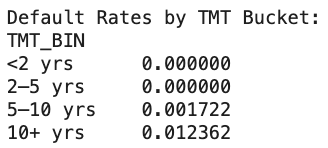 Default Rates by TMT Bucket:
TMT_BIN
<2 yrs 0.000000
2–5 yrs 0.000000
5–10 yrs 0.001722
10+ yrs 0.012362